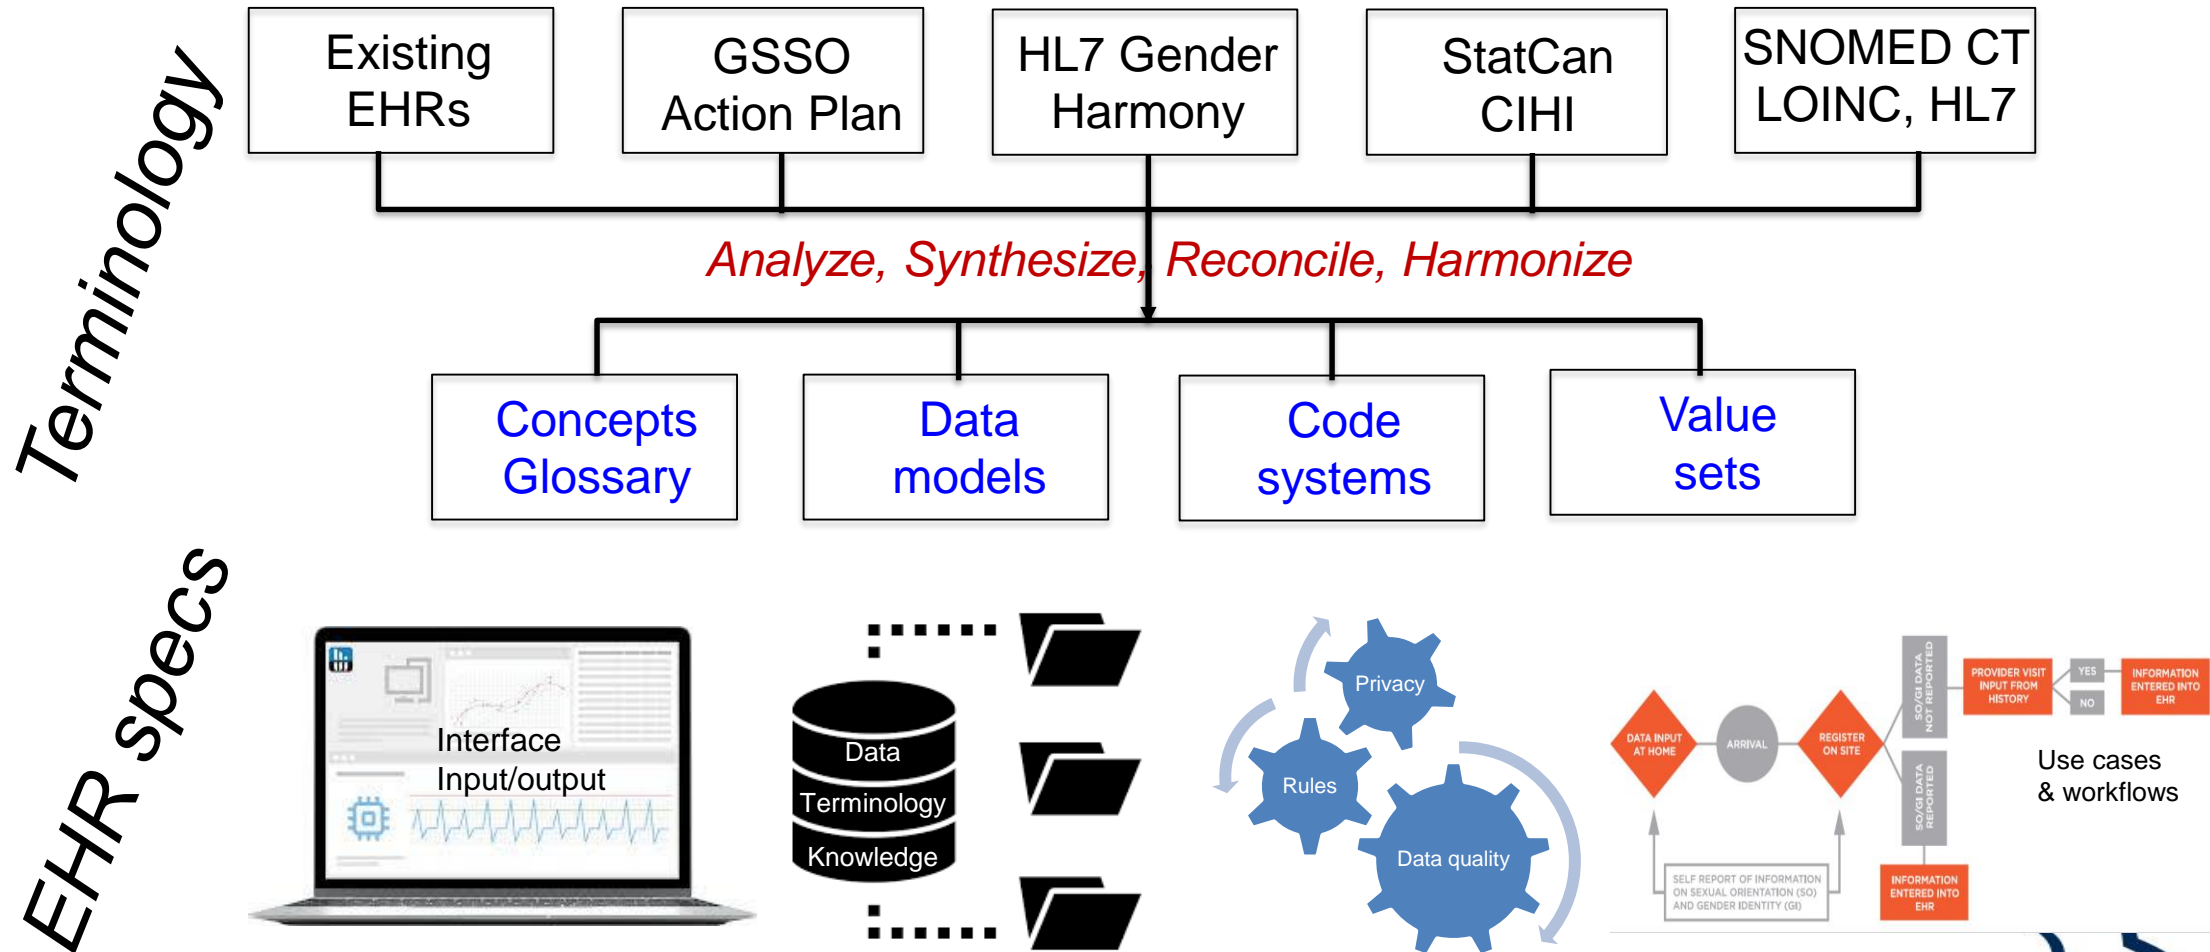 Terminology
Existing
EHRs
GSSO
Action Plan
HL7 Gender
Harmony
StatCan
CIHI
SNOMED CT
LOINC, HL7
Analyze, Synthesize, Reconcile, Harmonize
Concepts
Glossary
Data
models
Code
systems
Value
sets
EHR specs
Interface
Input/output
Data
Terminology
Knowledge
Privacy
Rules
Data quality
DATA INPUT
AT HOME
ARRIVAL
REGISTER
ON SITE
SO/GI DATA
NOT REPORTED
SO/GI DATA
REPORTED
PROVIDER VISIT
INPUT FROM
HISTORY
YES
NO
INFORMATION
ENTERED INTO
EHR
Use cases
& workflows
SELF REPORT OF INFORMATION
ON SEXUAL ORIENTATION (SO)
AND GENDER IDENTITY (GI)
INFORMATION
ENTERED INTO
EHR